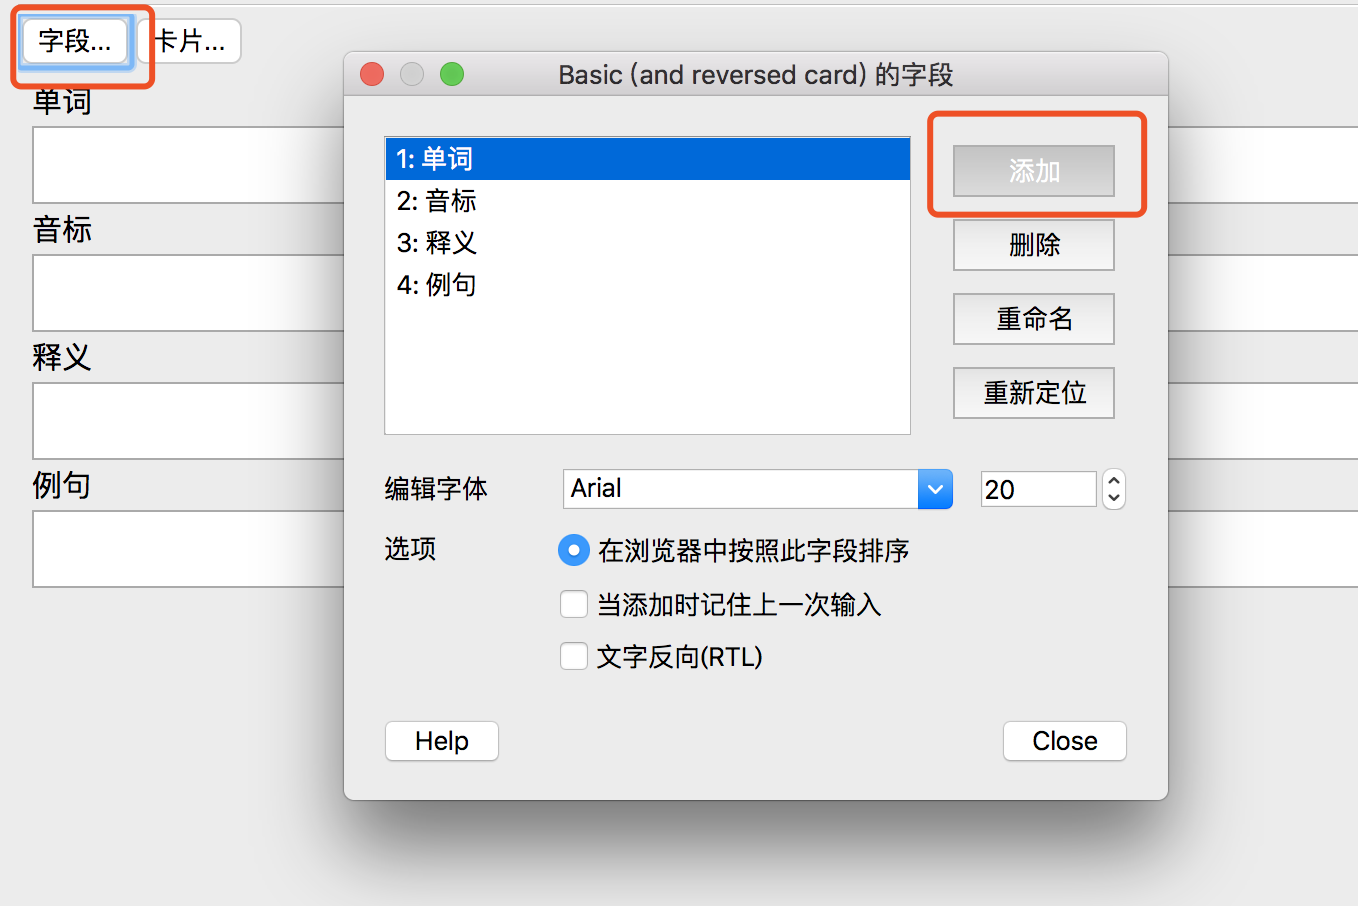 字段...
卡片...
单词
音标
释义
例句
Basic (and reversed card) 的字段
1: 单词
2: 音标
3: 释义
4: 例句
添加
删除
重命名
重新定位
编辑字体
Arial
20
选项
在浏览器中按照此字段排序
当添加时记住上一次输入
文字反向(RTL)
Help
Close